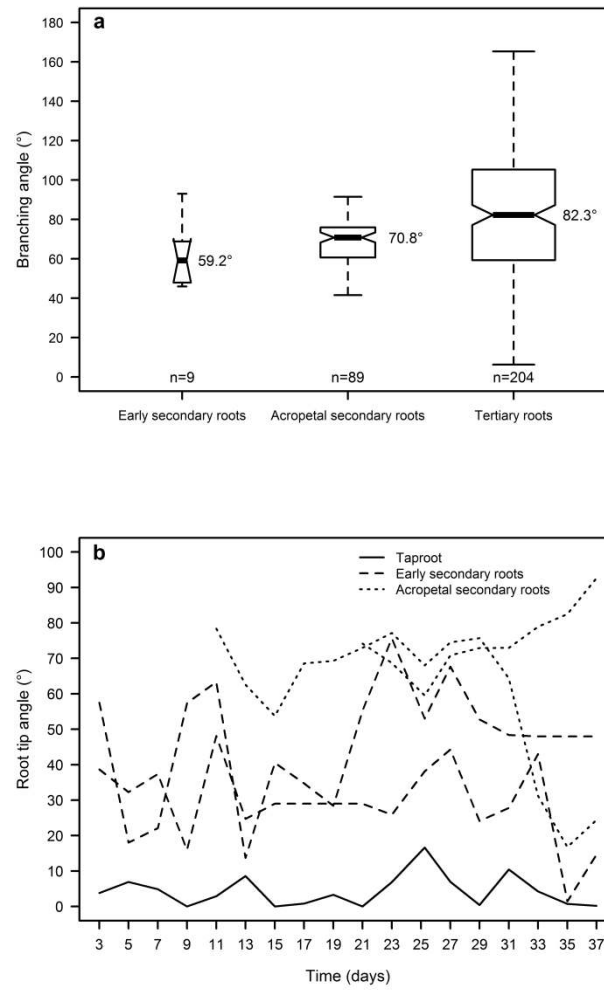 a
180
160
140
120
100
80
60
40
20
0
Branching angle (°)
59.2°
70.8°
82.3°
n=9 n=89 n=204
Early secondary roots Acropetal secondary roots Tertiary roots
b
100
90
80
70
60
50
40
30
20
10
0
Root tip angle (°)
Taproot
Early secondary roots
Acropetal secondary roots
3 5 7 9 11 13 15 17 19 21 23 25 27 29 31 33 35 37
Time (days)